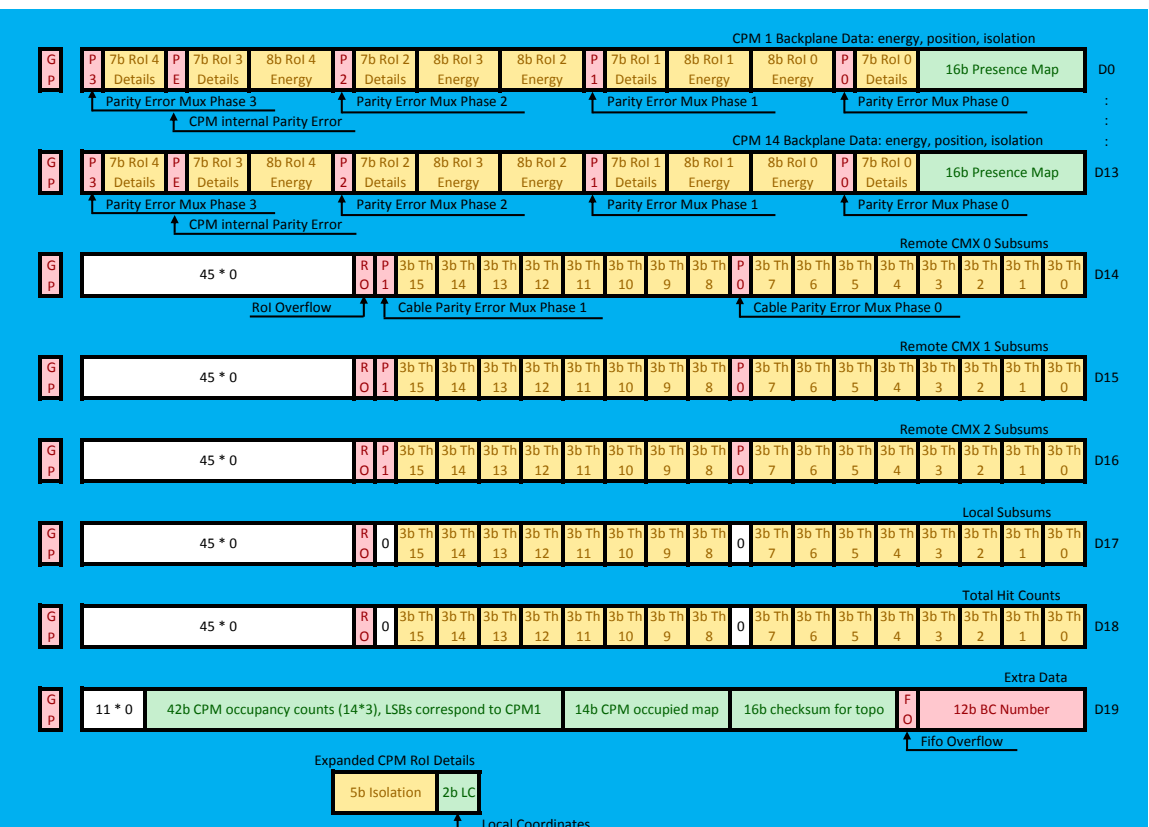 CPM 1 Backplane Data: energy, position, isolation
G P 3 7b RoI 4 P 7b RoI 3 8b RoI 4 P 7b RoI 2 8b RoI 3 8b RoI 2 P 7b RoI 1 8b RoI 1 8b RoI 0 P 7b RoI 0 16b Presence Map D0
P Details E Details Energy 2 Details Energy Energy 1 Details Energy Energy 0 Details
Parity Error Mux Phase 3 Parity Error Mux Phase 2 Parity Error Mux Phase 1 Parity Error Mux Phase 0 :
CPM internal Parity Error :
CPM 14 Backplane Data: energy, position, isolation :
G P 7b RoI 4 P 7b RoI 3 8b RoI 4 P 7b RoI 2 8b RoI 3 8b RoI 2 P 7b RoI 1 8b RoI 1 8b RoI 0 P 7b RoI 0 16b Presence Map D13
P 3 Details E Details Energy 2 Details Energy Energy 1 Details Energy Energy 0 Details
Parity Error Mux Phase 3 Parity Error Mux Phase 2 Parity Error Mux Phase 1 Parity Error Mux Phase 0
CPM internal Parity Error
Remote CMX 0 Subsums
G 45 * 0 R P 3b Th 3b Th 3b Th 3b Th 3b Th 3b Th 3b Th 3b Th P 3b Th 3b Th 3b Th 3b Th 3b Th 3b Th 3b Th 3b Th D14
P O 1 15 14 13 12 11 10 9 8 0 7 6 5 4 3 2 1 0
RoI Overflow Cable Parity Error Mux Phase 1 Cable Parity Error Mux Phase 0
Remote CMX 1 Subsums
G 45 * 0 R P 3b Th 3b Th 3b Th 3b Th 3b Th 3b Th 3b Th 3b Th P 3b Th 3b Th 3b Th 3b Th 3b Th 3b Th 3b Th 3b Th D15
P O 1 15 14 13 12 11 10 9 8 0 7 6 5 4 3 2 1 0
Remote CMX 2 Subsums
G 45 * 0 R P 3b Th 3b Th 3b Th 3b Th 3b Th 3b Th 3b Th 3b Th P 3b Th 3b Th 3b Th 3b Th 3b Th 3b Th 3b Th 3b Th D16
P O 1 15 14 13 12 11 10 9 8 0 7 6 5 4 3 2 1 0
Local Subsums
G 45 * 0 R 0 3b Th 3b Th 3b Th 3b Th 3b Th 3b Th 3b Th 3b Th 0 3b Th 3b Th 3b Th 3b Th 3b Th 3b Th 3b Th 3b Th D17
P O 15 14 13 12 11 10 9 8 7 6 5 4 3 2 1 0
Total Hit Counts
G 45 * 0 R 0 3b Th 3b Th 3b Th 3b Th 3b Th 3b Th 3b Th 3b Th 0 3b Th 3b Th 3b Th 3b Th 3b Th 3b Th 3b Th 3b Th D18
P O 15 14 13 12 11 10 9 8 7 6 5 4 3 2 1 0
Extra Data
G 11 * 0 42b CPM occupancy counts (14*3), LSBs correspond to CPM1 14b CPM occupied map 16b checksum for topo F 12b BC Number D19
P O
Fifo Overflow
Expanded CPM RoI Details
5b Isolation 2b LC
Local Coordinates